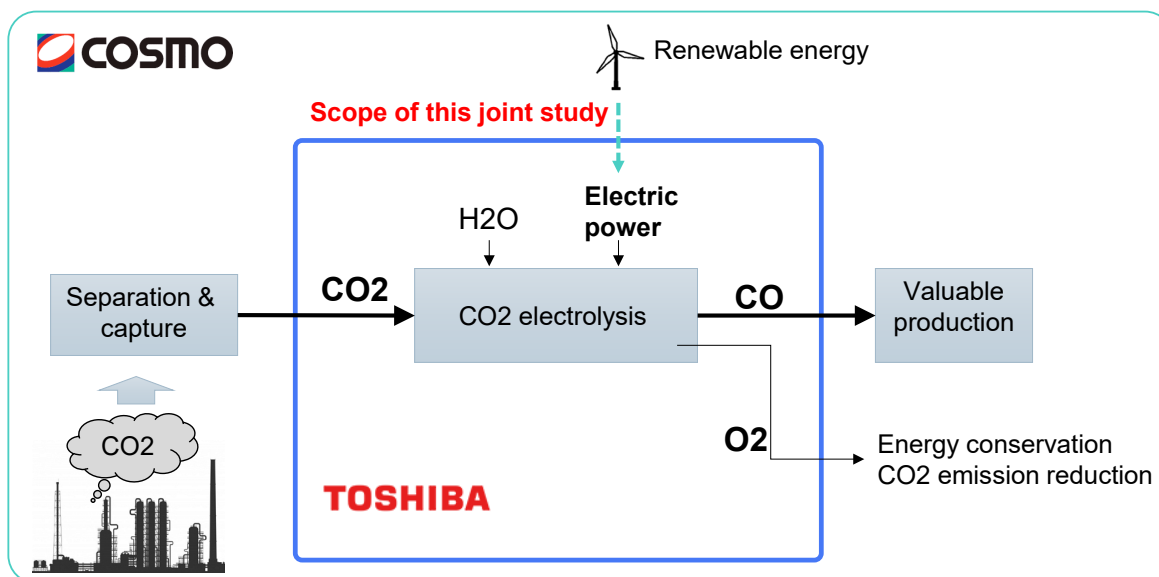 COSMO
Renewable energy
Scope of this joint study
Electric
power
H2O
Separation &
capture
CO2
CO2 electrolysis
CO
Valuable
production
CO2
O2
Energy conservation
CO2 emission reduction
TOSHIBA